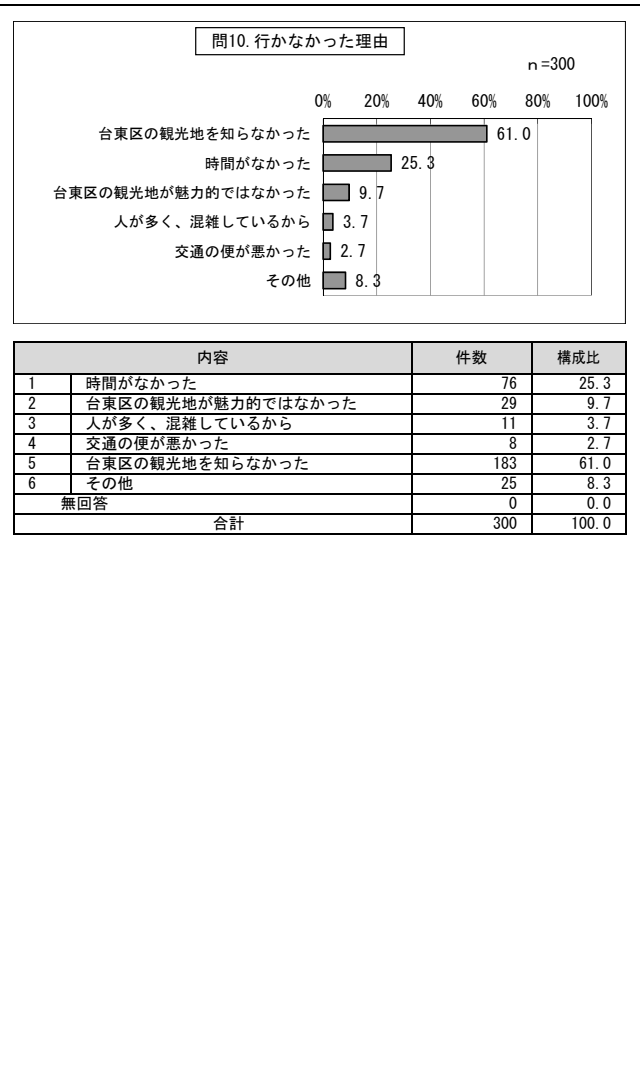 問10.行かなかった理由
n=300
0% 20% 40% 60% 80% 100%
台東区の観光地を知らなかった 61.0
時間がなかった 25.3
台東区の観光地が魅力的ではなかった 9.7
人が多く、混雑しているから 3.7
交通の便が悪かった 2.7
その他 8.3
内容 件数 構成比
1 時間がなかった 76 25.3
2 台東区の観光地が魅力的ではなかった 29 9.7
3 人が多く、混雑しているから 11 3.7
4 交通の便が悪かった 8 2.7
5 台東区の観光地を知らなかった 183 61.0
6 その他 25 8.3
無回答 0 0.0
合計 300 100.0